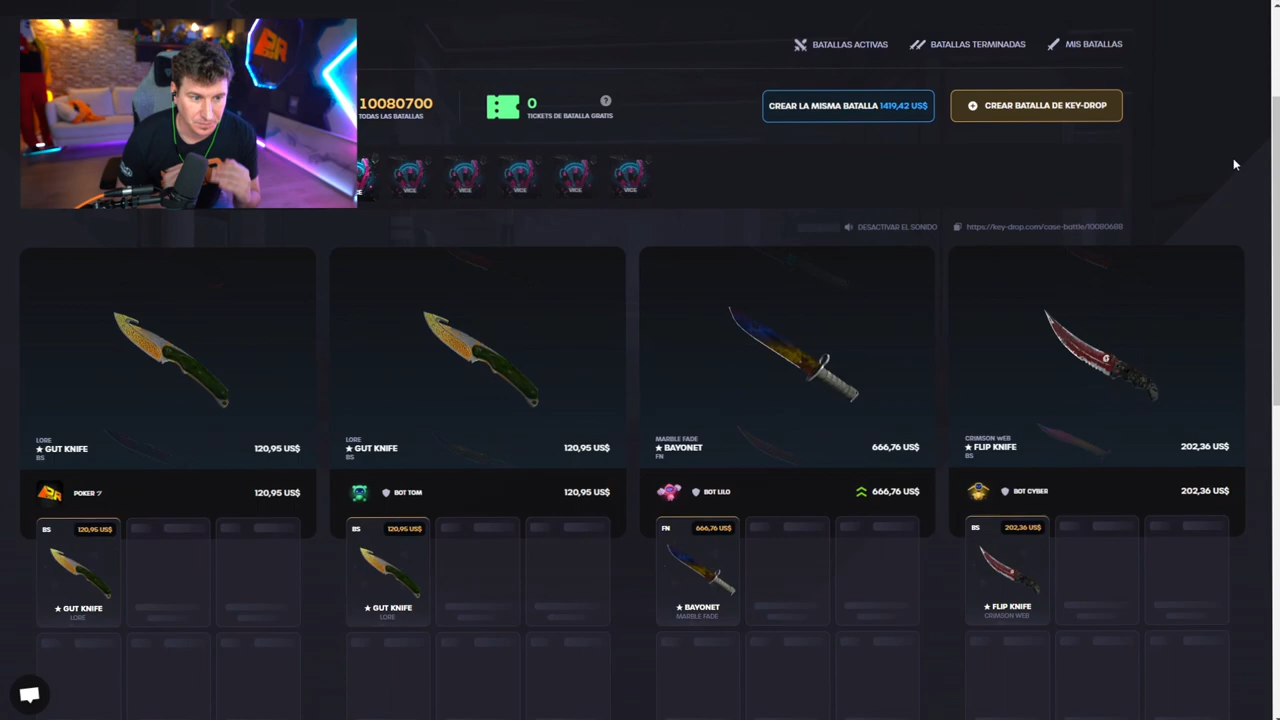 BATALLAS ACTIVAS
BATALLAS TERMINADAS
MIS BATALLAS
10080700
TODAS LAS BATALLAS
0
?
TICKETS DE BATALLA GRATIS
CREAR LA MISMA BATALLA 1419,42 US$
CREAR BATALLA DE KEY-DROP
VICE
VICE
VICE
VICE
VICE
DESACTIVAR EL SONIDO
https://key-drop.com/case-battle/10080688
LORE
★ GUT KNIFE
120,95 US$
BS
LORE
★ GUT KNIFE
120,95 US$
BS
MARBLE FADE
★ BAYONET
666,76 US$
FN
CRIMSON WEB
★ FLIP KNIFE
202,36 US$
BS
POKER ツ
120,95 US$
BOT TOM
120,95 US$
BOT LILO
666,76 US$
BOT CYBER
202,36 US$
BS
120,95 US$
★ GUT KNIFE
LORE
BS
120,95 US$
★ GUT KNIFE
LORE
FN
666,76 US$
★ BAYONET
MARBLE FADE
BS
202,36 US$
★ FLIP KNIFE
CRIMSON WEB